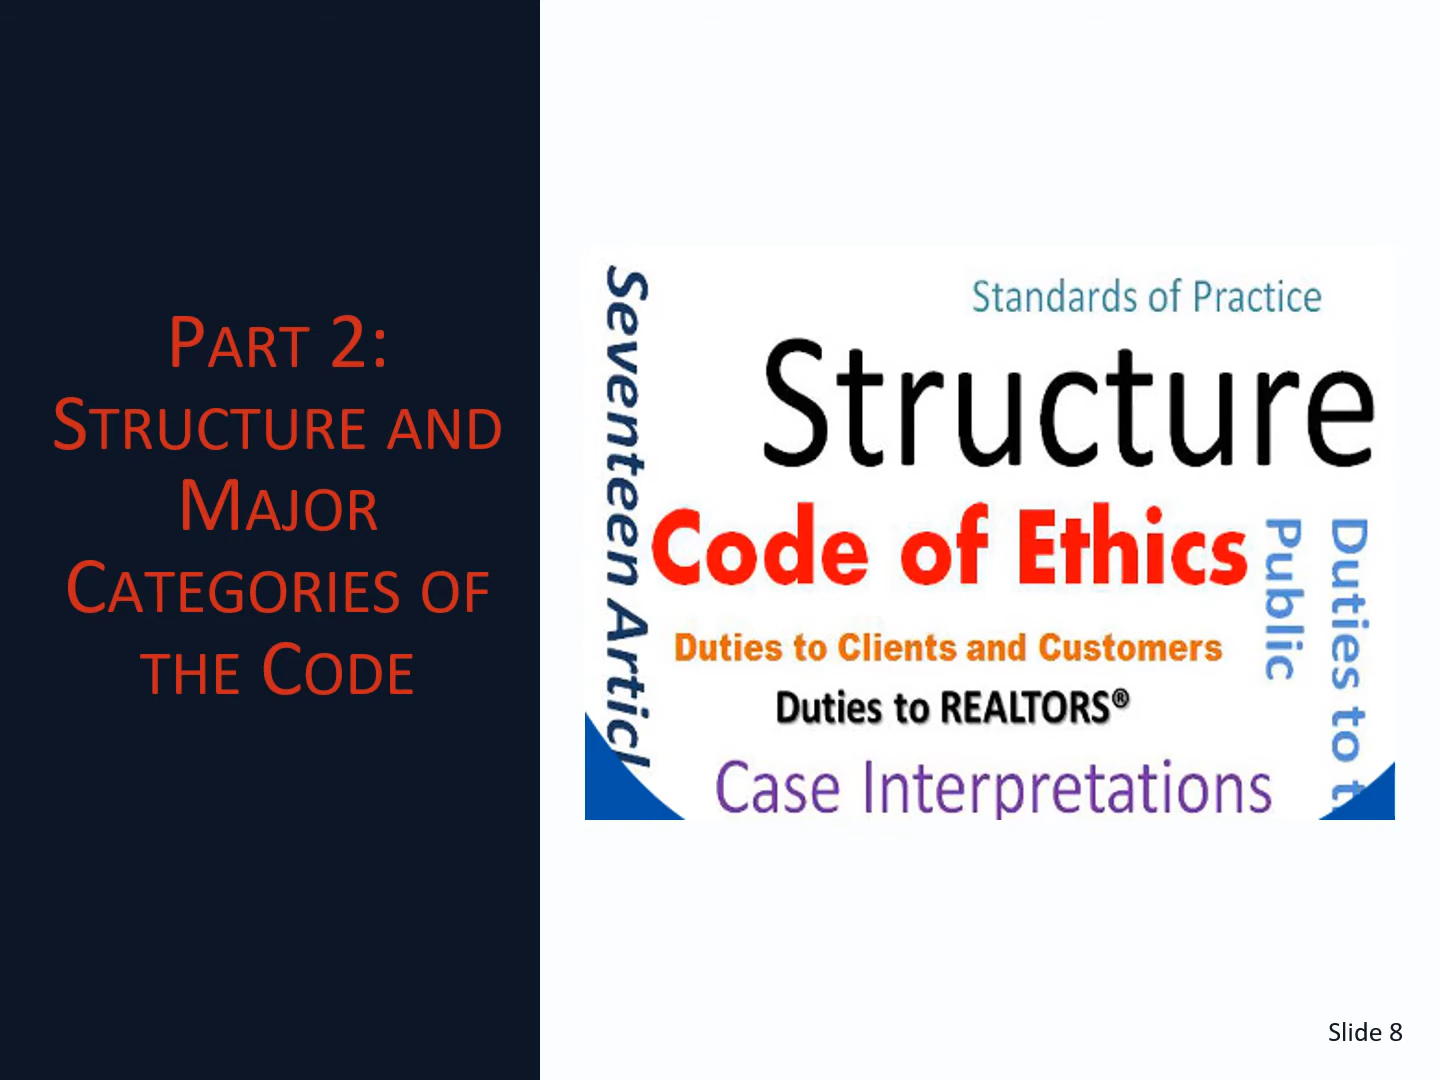 Part 2:
Structure and
Major
Categories of
the Code
Standards of Practice
Structure
Seventeen Articl
Code of Ethics
Duties to
Public
Duties to Clients and Customers
Duties to REALTORS®
Case Interpretations
Slide 8